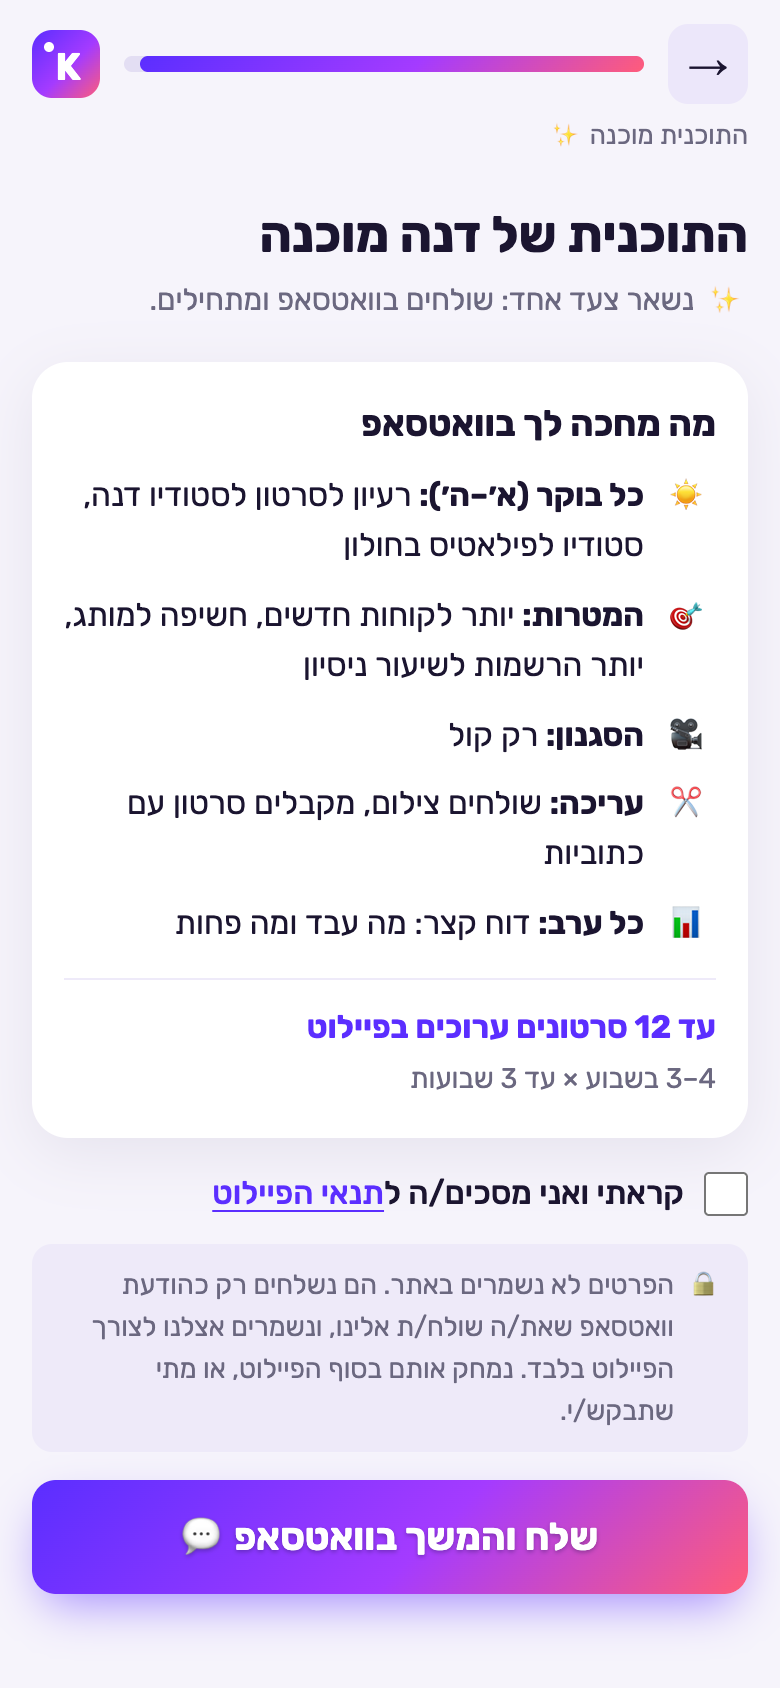 K
→
התוכנית מוכנה ✨
התוכנית של דנה מוכנה
✨ נשאר צעד אחד: שולחים בוואטסאפ ומתחילים.
מה מחכה לך בוואטסאפ
☀️ כל בוקר (א׳–ה׳): רעיון לסרטון לסטודיו דנה,
סטודיו לפילאטיס בחולון
🎯 המטרות: יותר לקוחות חדשים, חשיפה למותג,
יותר הרשמות לשיעור ניסיון
🎥 הסגנון: רק קול
✂️ עריכה: שולחים צילום, מקבלים סרטון עם
כתוביות
📊 כל ערב: דוח קצר: מה עבד ומה פחות
עד 12 סרטונים ערוכים בפיילוט
3–4 בשבוע × עד 3 שבועות
קראתי ואני מסכים/ה לתנאי הפיילוט
🔒 הפרטים לא נשמרים באתר. הם נשלחים רק כהודעת
וואטסאפ שאת/ה שולח/ת אלינו, ונשמרים אצלנו לצורך
הפיילוט בלבד. נמחק אותם בסוף הפיילוט, או מתי
שתבקש/י.
שלח והמשך בוואטסאפ 💬